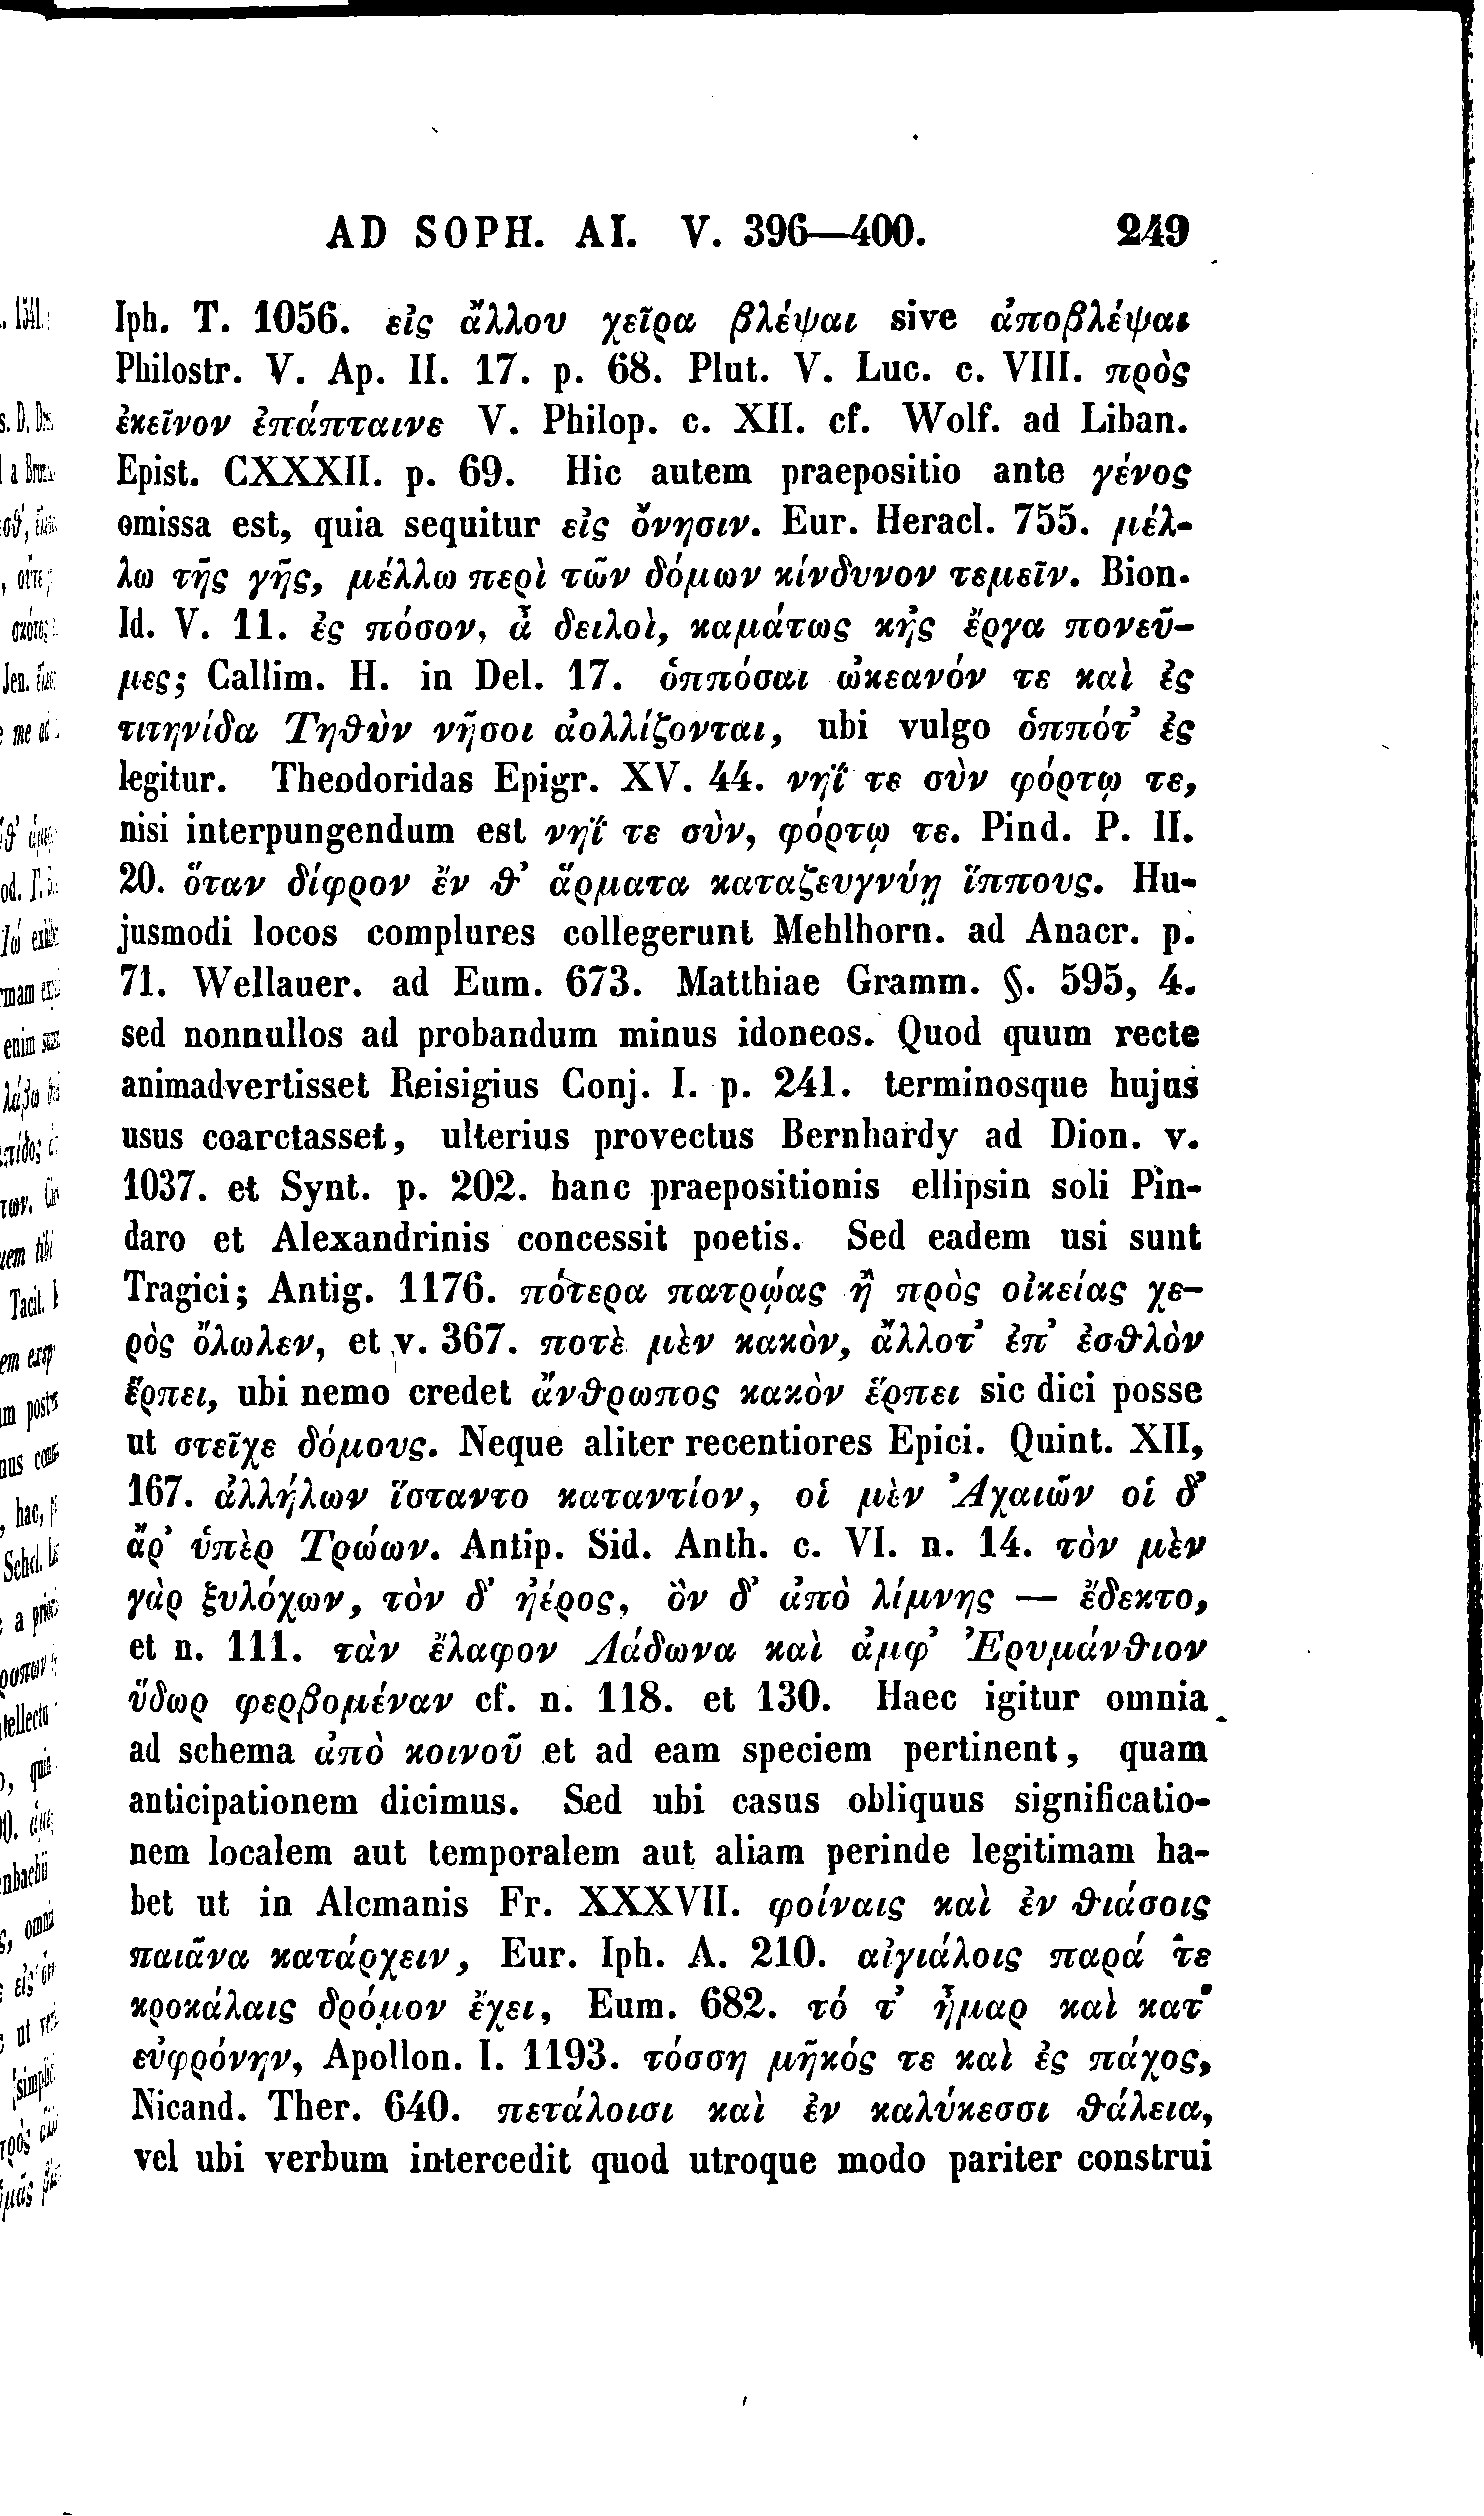 AD SOPH. AI. V. 396—400. 249
Iph. T. 1056. εἰς ἄλλου χεῖρα βλέψαι sive ἀποβλέψαι
Philostr. V. Ap. II. 17. p. 68. Plut. V. Luc. c. VIII. πρὸς
ἐκεῖνον ἐπάπταινε V. Philop. c. XII. cf. Wolf. ad Liban.
Epist. CXXXII. p. 69. Hic autem praepositio ante γένος
omissa est, quia sequitur εἰς ὄνησιν. Eur. Heracl. 755. μέλ-
λω τῆς γῆς, μέλλω περὶ τῶν δόμων κίνδυνον τεμεῖν. Bion.
Id. V. 11. ἐς πόσον, ἆ δειλοὶ, καμάτως κῂς ἔργα πονεῦ-
μες; Callim. H. in Del. 17. ὁππόσαι ὠκεανόν τε καὶ ἐς
τιτηνίδα Τηθὺν νῆσοι ἀολλίζονται, ubi vulgo ὁππότ᾽ ἐς
legitur. Theodoridas Epigr. XV. 44. νηΐ τε σὺν φόρτῳ τε,
nisi interpungendum est νηΐ τε σὺν, φόρτῳ τε. Pind. P. II.
20. ὅταν δίφρον ἔν θ᾽ ἅρματα καταζευγνύῃ ἵππους. Hu-
jusmodi locos complures collegerunt Mehlhorn. ad Anacr. p.
71. Wellauer. ad Eum. 673. Matthiae Gramm. §. 595, 4.
sed nonnullos ad probandum minus idoneos. Quod quum recte
animadvertisset Reisigius Conj. I. p. 241. terminosque hujus
usus coarctasset, ulterius provectus Bernhardy ad Dion. v.
1037. et Synt. p. 202. hanc praepositionis ellipsin soli Pin-
daro et Alexandrinis concessit poetis. Sed eadem usi sunt
Tragici; Antig. 1176. πότερα πατρῴας ἢ πρὸς οἰκείας χε-
ρὸς ὄλωλεν, et v. 367. ποτὲ μὲν κακὸν, ἄλλοτ᾽ ἐπ᾽ ἐσθλὸν
ἕρπει, ubi nemo credet ἄνθρωπος κακὸν ἕρπει sic dici posse
ut στεῖχε δόμους. Neque aliter recentiores Epici. Quint. XII,
167. ἀλλήλων ἵσταντο καταντίον, οἱ μὲν Ἀχαιῶν οἱ δ᾽
ἄρ᾽ ὑπὲρ Τρώων. Antip. Sid. Anth. c. VI. n. 14. τὸν μὲν
γὰρ ξυλόχων, τὸν δ᾽ ἠέρος, ὃν δ᾽ ἀπὸ λίμνης — ἔδεκτο,
et n. 111. τὰν ἔλαφον Λάδωνα καὶ ἀμφ᾽ Ἐρυμάνθιον
ὕδωρ φερβομέναν cf. n. 118. et 130. Haec igitur omnia
ad schema ἀπὸ κοινοῦ et ad eam speciem pertinent, quam
anticipationem dicimus. Sed ubi casus obliquus significatio-
nem localem aut temporalem aut aliam perinde legitimam ha-
bet ut in Alcmanis Fr. XXXVII. φοίναις καὶ ἐν θιάσοις
παιᾶνα κατάρχειν, Eur. Iph. A. 210. αἰγιάλοις παρά τε
κροκάλαις δρόμον ἔχει, Eum. 682. τό τ᾽ ἦμαρ καὶ κατ᾽
εὐφρόνην, Apollon. I. 1193. τόσση μῆκός τε καὶ ἐς πάχος,
Nicand. Ther. 640. πετάλοισι καὶ ἐν καλύκεσσι θάλεια,
vel ubi verbum intercedit quod utroque modo pariter construi